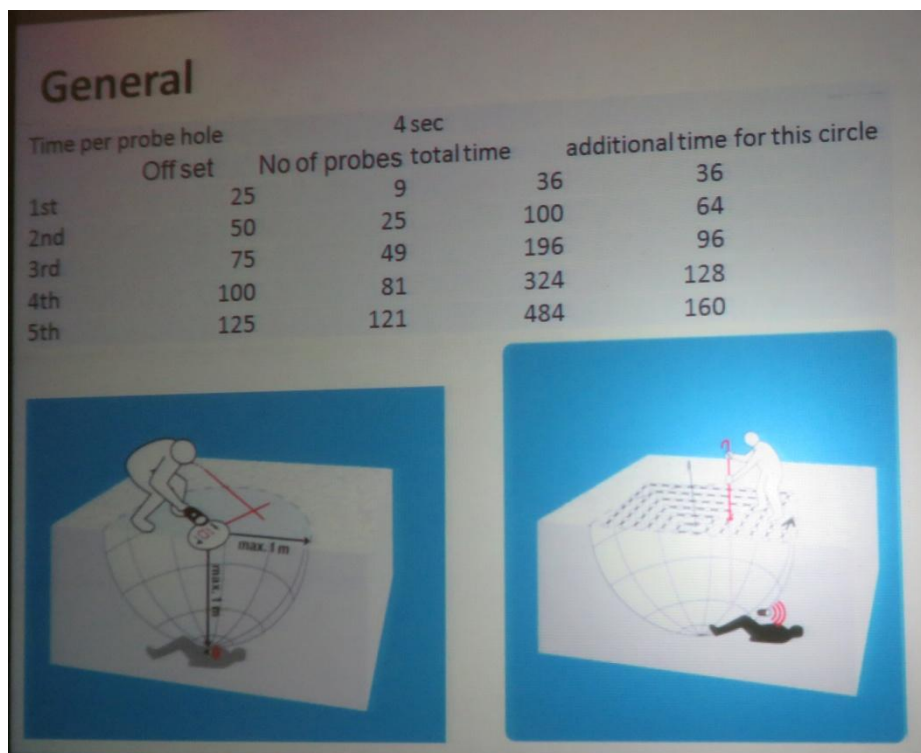 General
Time per probe hole 4 sec
Off set No of probes total time additional time for this circle
1st 25 9 36 36
2nd 50 25 100 64
3rd 75 49 196 96
4th 100 81 324 128
5th 125 121 484 160
max. 1 m
max. 1 m